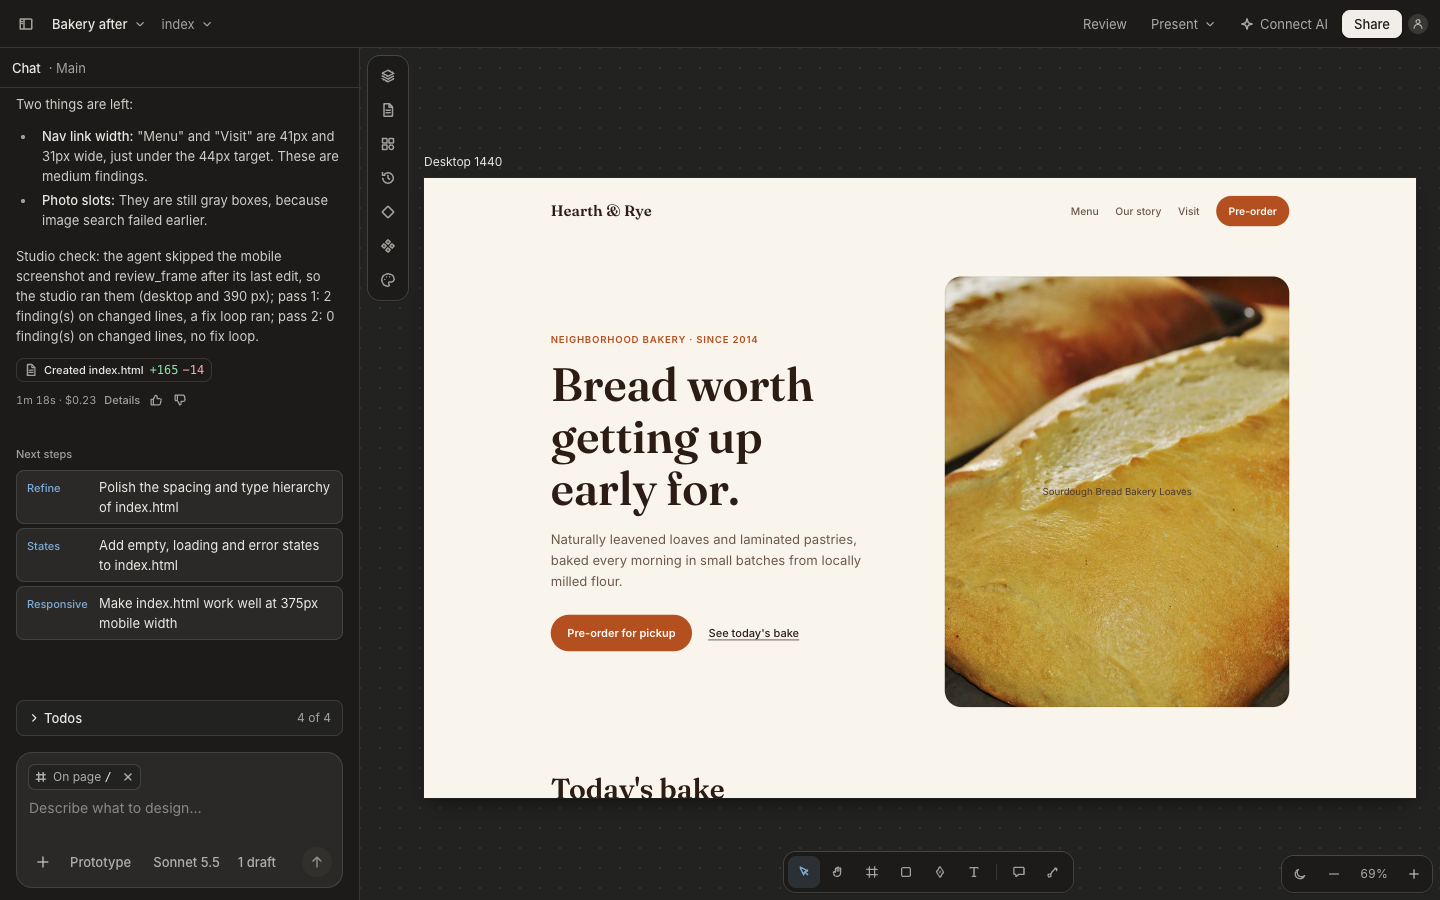 Bakery after
index
Review
Present
Connect AI
Share
Chat · Main
Two things are left:
• Nav link width: "Menu" and "Visit" are 41px and
31px wide, just under the 44px target. These are
medium findings.
• Photo slots: They are still gray boxes, because
image search failed earlier.
Studio check: the agent skipped the mobile
screenshot and review_frame after its last edit, so
the studio ran them (desktop and 390 px); pass 1: 2
finding(s) on changed lines, a fix loop ran; pass 2: 0
finding(s) on changed lines, no fix loop.
Created index.html +165 −14
1m 18s · $0.23 Details
Next steps
Refine
Polish the spacing and type hierarchy
of index.html
States
Add empty, loading and error states
to index.html
Responsive
Make index.html work well at 375px
mobile width
Todos
4 of 4
On page /
Describe what to design...
Prototype
Sonnet 5.5
1 draft
Desktop 1440
Hearth & Rye
Menu
Our story
Visit
Pre-order
NEIGHBORHOOD BAKERY · SINCE 2014
Bread worth
getting up
early for.
Naturally leavened loaves and laminated pastries,
baked every morning in small batches from locally
milled flour.
Pre-order for pickup
See today's bake
Sourdough Bread Bakery Loaves
Today's bake
69%